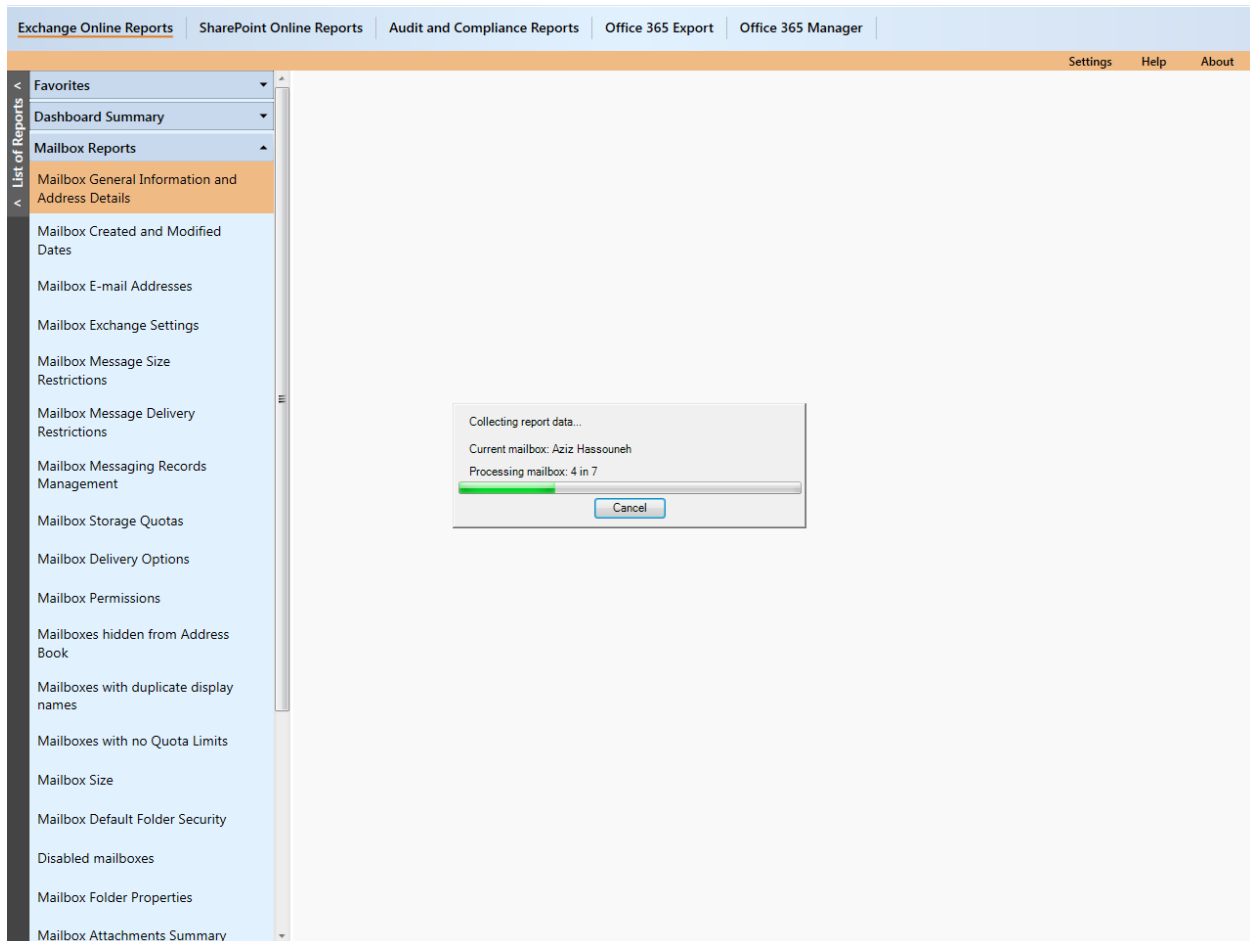 Exchange Online Reports
SharePoint Online Reports
Audit and Compliance Reports
Office 365 Export
Office 365 Manager
Settings
Help
About
< List of Reports <
Favorites
Dashboard Summary
Mailbox Reports
Mailbox General Information and
Address Details
Mailbox Created and Modified
Dates
Mailbox E-mail Addresses
Mailbox Exchange Settings
Mailbox Message Size
Restrictions
Mailbox Message Delivery
Restrictions
Mailbox Messaging Records
Management
Mailbox Storage Quotas
Mailbox Delivery Options
Mailbox Permissions
Mailboxes hidden from Address
Book
Mailboxes with duplicate display
names
Mailboxes with no Quota Limits
Mailbox Size
Mailbox Default Folder Security
Disabled mailboxes
Mailbox Folder Properties
Mailbox Attachments Summary
Collecting report data...
Current mailbox: Aziz Hassouneh
Processing mailbox: 4 in 7
Cancel